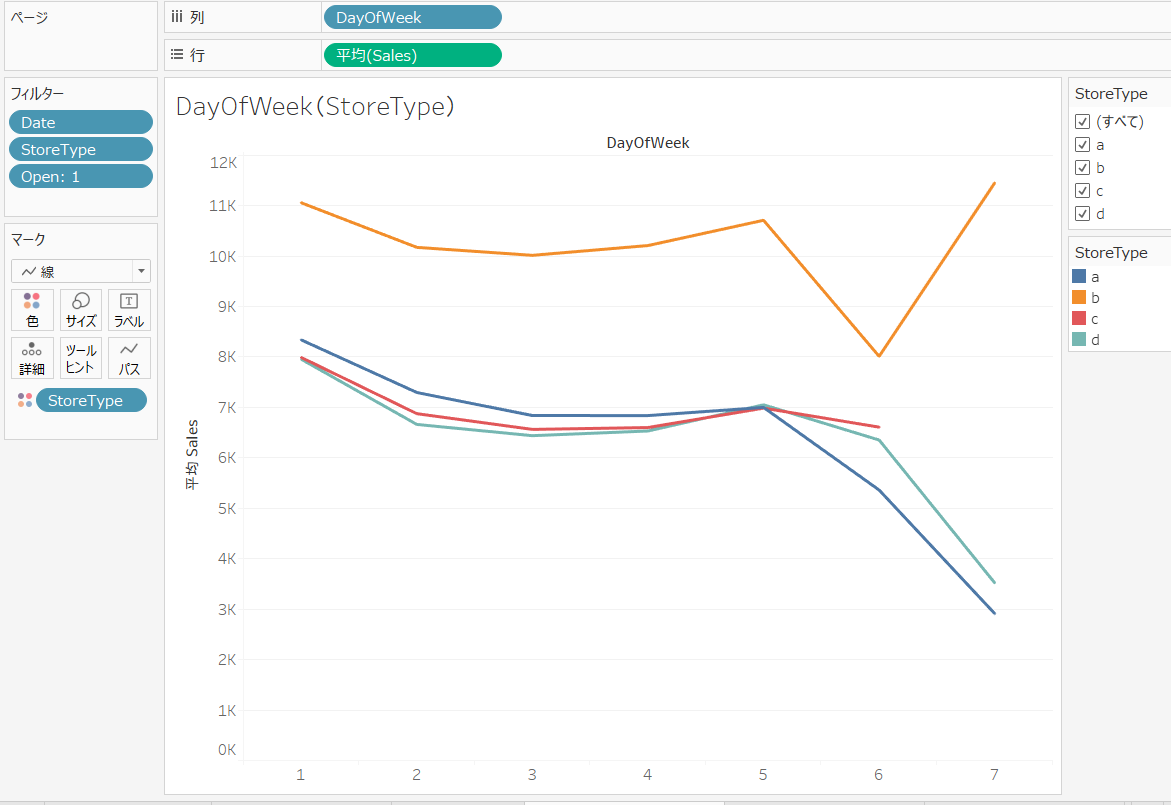 ページ
列
DayOfWeek
行
平均(Sales)
フィルター
Date
StoreType
Open: 1
マーク
線
色
サイズ
T
ラベル
詳細
ツール
ヒント
パス
StoreType
DayOfWeek(StoreType)
DayOfWeek
平均 Sales
12K
11K
10K
9K
8K
7K
6K
5K
4K
3K
2K
1K
0K
1 2 3 4 5 6 7
StoreType
(すべて)
a
b
c
d
StoreType
a
b
c
d